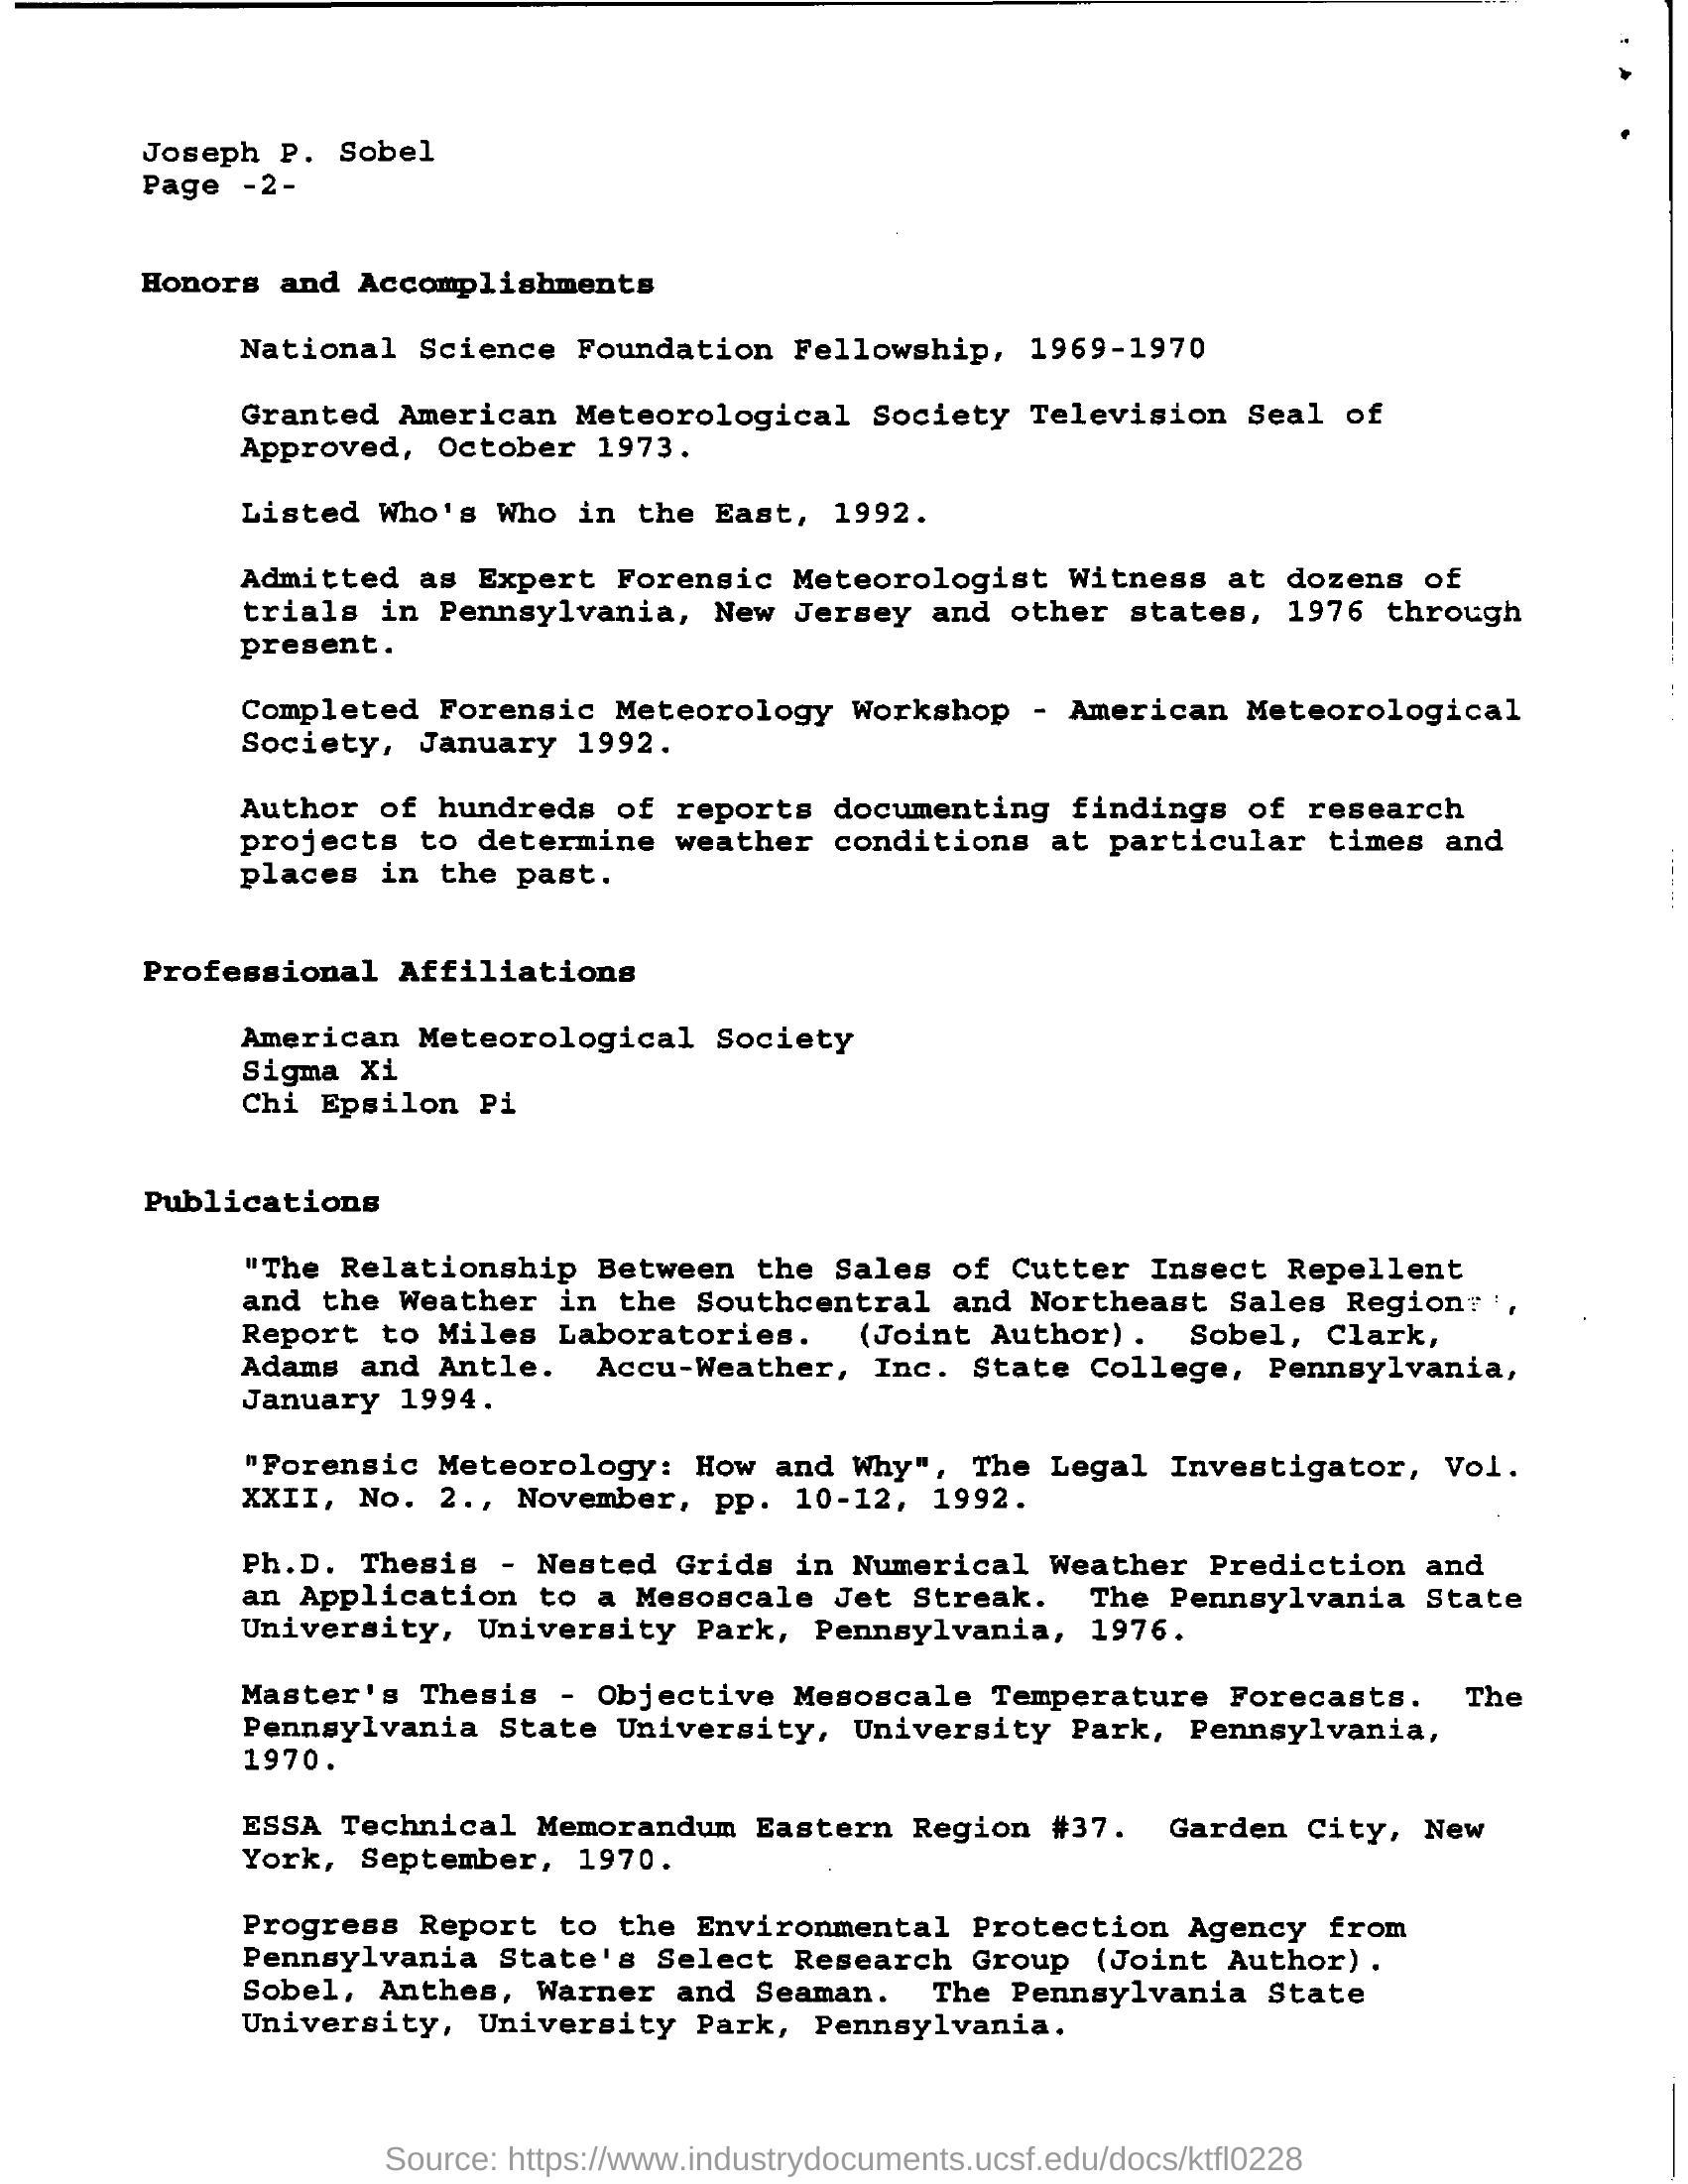 Joseph P. Sobel
Page -2-
Honors and Accomplishments
National Science Foundation Fellowship, 1969-1970
Granted American Meteorological Society Television Seal of
Approved, October 1973.
Listed Who's Who in the East, 1992.
Admitted as Expert Forensic Meteorologist Witness at dozens of
trials in Pennsylvania, New Jersey and other states, 1976 through
present.
Completed Forensic Meteorology Workshop - American Meteorological
Society, January 1992.
Author of hundreds of reports documenting findings of research
projects to determine weather conditions at particular times and
places in the past.
Professional Affiliations
American Meteorological Society
Sigma Xi
Chi Epsilon Pi
Publications
"The Relationship Between the Sales of Cutter Insect Repellent
and the Weather in the Southcentral and Northeast Sales Region
Report to Miles Laboratories. (Joint Author). Sobel, Clark,
Adams and Antle. Accu-Weather, Inc. State College, Pennsylvania,
January 1994.
"Forensic Meteorology: How and Why", The Legal Investigator, Vol.
XXII, No. 2., November, pp. 10-12, 1992.
Ph.D. Thesis - Nested Grids in Numerical Weather Prediction and
an Application to a Mesoscale Jet Streak. The Pennsylvania State
University, University Park, Pennsylvania, 1976.
Master's Thesis - Objective Mesoscale Temperature Forecasts. The
Pennsylvania State University, University Park, Pennsylvania,
1970.
ESSA Technical Memorandum Eastern Region #37. Garden City, New
York, September, 1970.
Progress Report to the Environmental Protection Agency from
Pennsylvania State's Select Research Group (Joint Author).
Sobel, Anthes, Warner and Seaman. The Pennsylvania State
University, University Park, Pennsylvania.
Source: https://www.industrydocuments.ucsf.edu/docs/ktfl0228